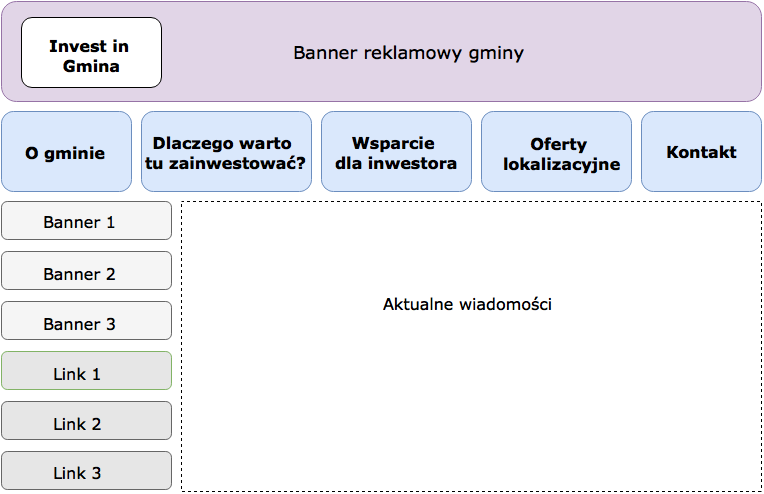 Invest in
Gmina
Banner reklamowy gminy
O gminie
Dlaczego warto
tu zainwestować?
Wsparcie
dla inwestora
Oferty
lokalizacyjne
Kontakt
Banner 1
Banner 2
Banner 3
Link 1
Link 2
Link 3
Aktualne wiadomości